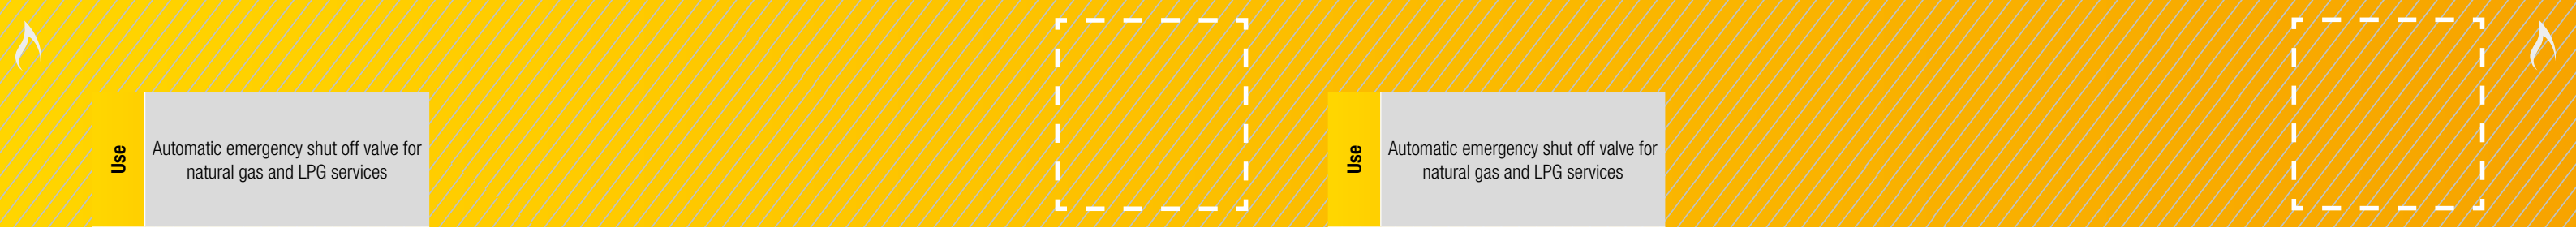 Use
Automatic emergency shut off valve for
natural gas and LPG services
Use
Automatic emergency shut off valve for
natural gas and LPG services